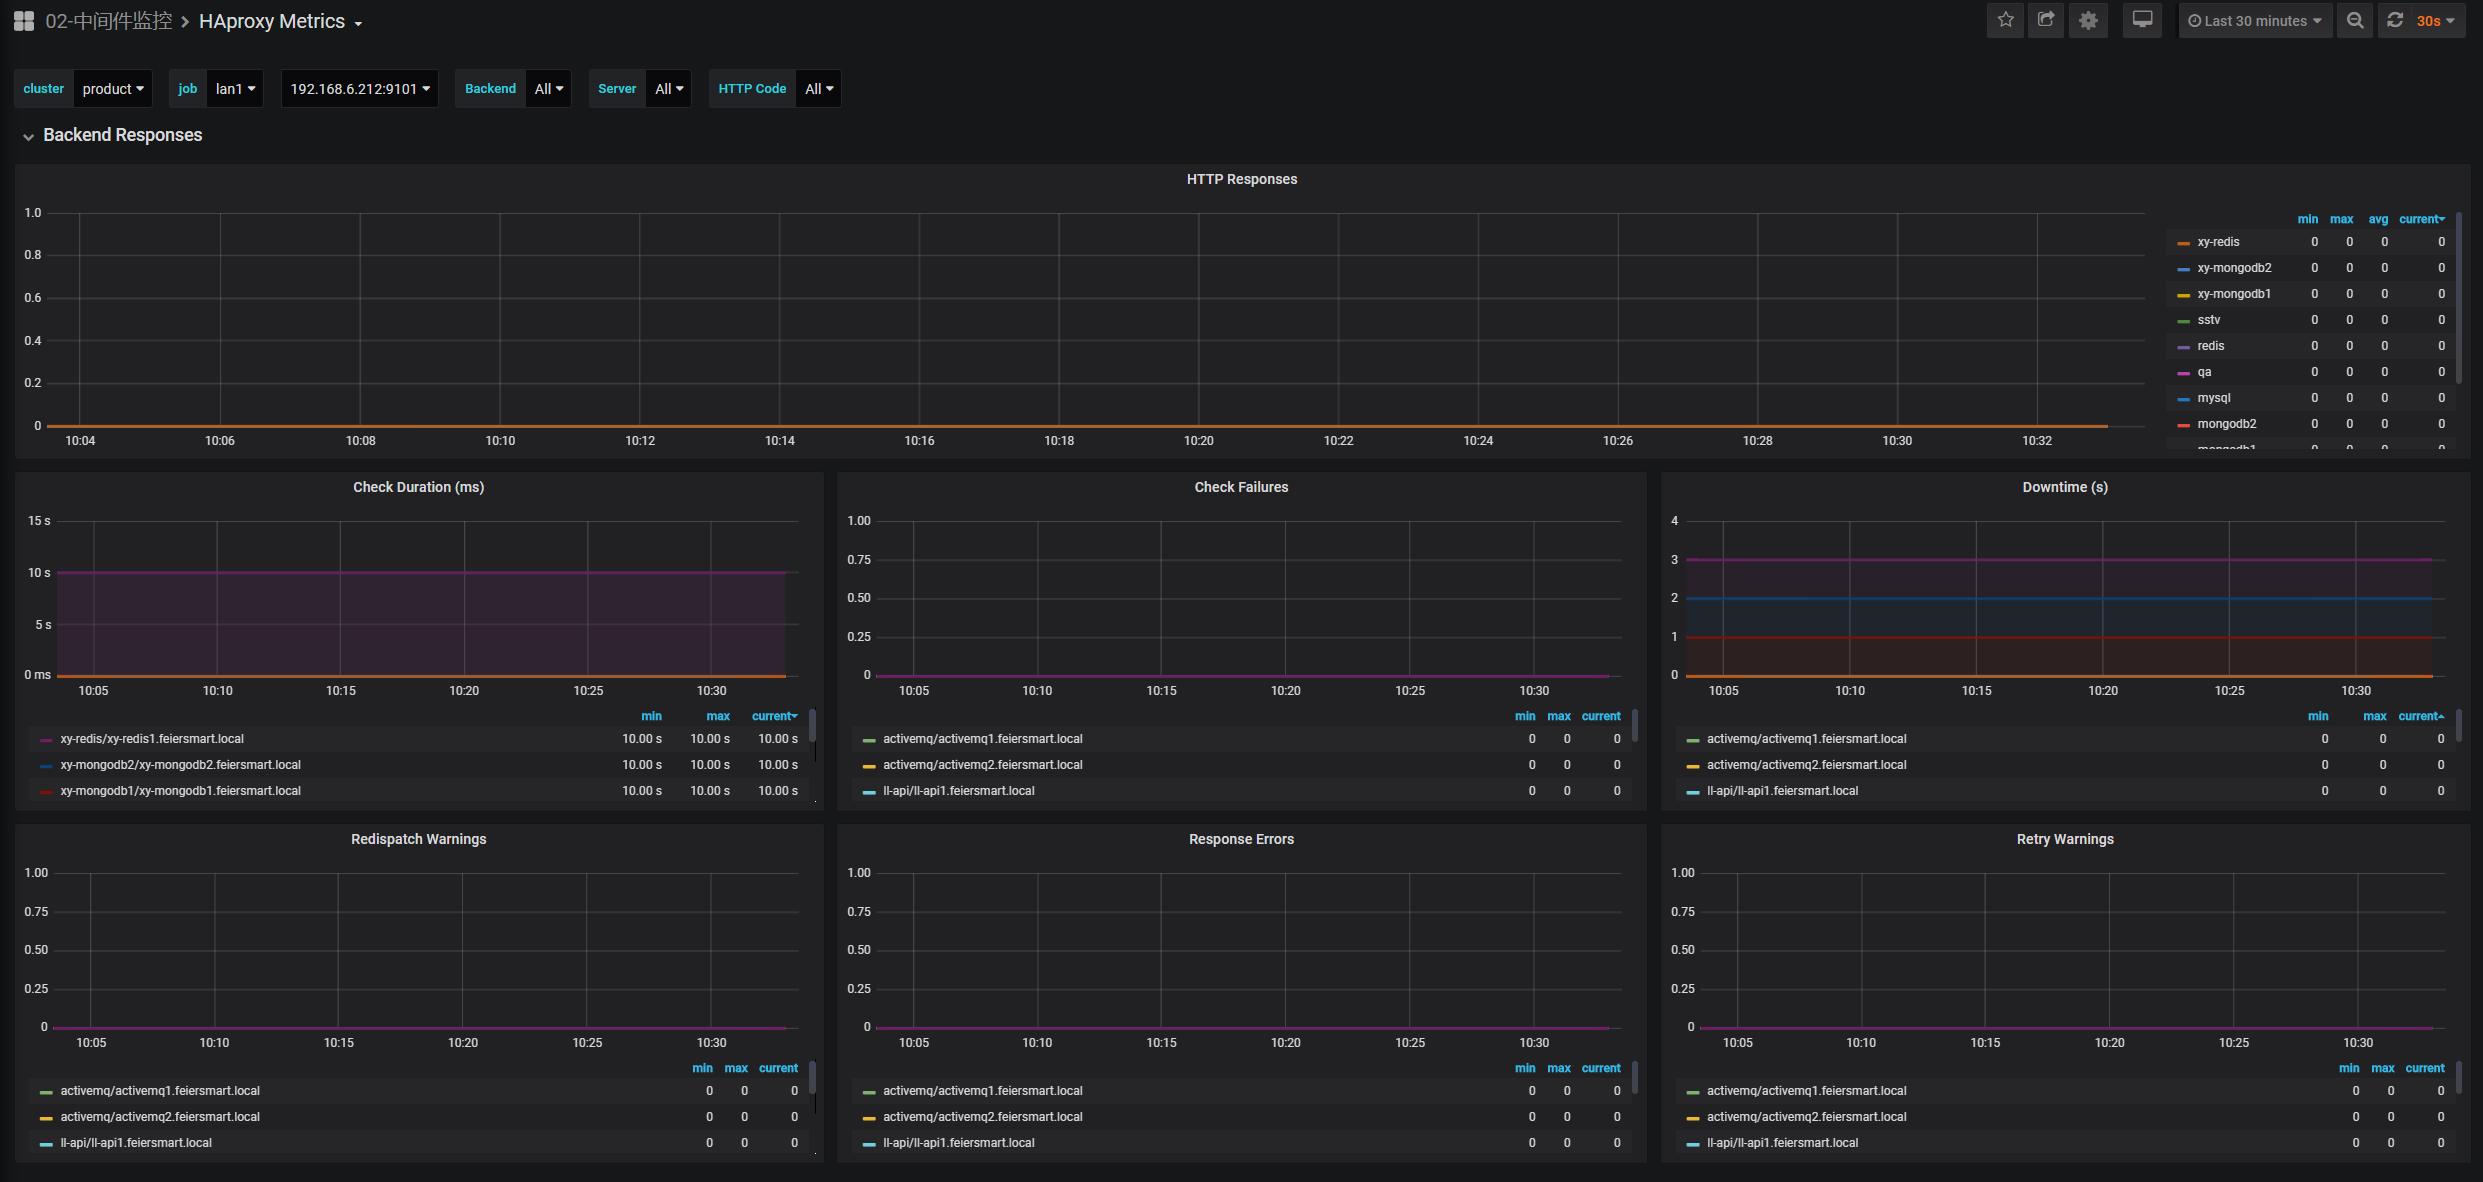 02-中间件监控 > HAproxy Metrics
Last 30 minutes
30s
cluster product job lan1 192.168.6.212:9101 Backend All Server All HTTP Code All
Backend Responses
HTTP Responses
1.0
0.8
0.6
0.4
0.2
0
10:04 10:06 10:08 10:10 10:12 10:14 10:16 10:18 10:20 10:22 10:24 10:26 10:28 10:30 10:32
min max avg current
xy-redis 0 0 0 0
xy-mongodb2 0 0 0 0
xy-mongodb1 0 0 0 0
sstv 0 0 0 0
redis 0 0 0 0
qa 0 0 0 0
mysql 0 0 0 0
mongodb2 0 0 0 0
Check Duration (ms)
15 s
10 s
5 s
0 ms
10:05 10:10 10:15 10:20 10:25 10:30
min max current
xy-redis/xy-redis1.feiersmart.local 10.00 s 10.00 s 10.00 s
xy-mongodb2/xy-mongodb2.feiersmart.local 10.00 s 10.00 s 10.00 s
xy-mongodb1/xy-mongodb1.feiersmart.local 10.00 s 10.00 s 10.00 s
Check Failures
1.00
0.75
0.50
0.25
0
10:05 10:10 10:15 10:20 10:25 10:30
min max current
activemq/activemq1.feiersmart.local 0 0 0
activemq/activemq2.feiersmart.local 0 0 0
ll-api/ll-api1.feiersmart.local 0 0 0
Downtime (s)
4
3
2
1
0
10:05 10:10 10:15 10:20 10:25 10:30
min max current
activemq/activemq1.feiersmart.local 0 0 0
activemq/activemq2.feiersmart.local 0 0 0
ll-api/ll-api1.feiersmart.local 0 0 0
Redispatch Warnings
1.00
0.75
0.50
0.25
0
10:05 10:10 10:15 10:20 10:25 10:30
min max current
activemq/activemq1.feiersmart.local 0 0 0
activemq/activemq2.feiersmart.local 0 0 0
ll-api/ll-api1.feiersmart.local 0 0 0
Response Errors
1.00
0.75
0.50
0.25
0
10:05 10:10 10:15 10:20 10:25 10:30
min max current
activemq/activemq1.feiersmart.local 0 0 0
activemq/activemq2.feiersmart.local 0 0 0
ll-api/ll-api1.feiersmart.local 0 0 0
Retry Warnings
1.00
0.75
0.50
0.25
0
10:05 10:10 10:15 10:20 10:25 10:30
min max current
activemq/activemq1.feiersmart.local 0 0 0
activemq/activemq2.feiersmart.local 0 0 0
ll-api/ll-api1.feiersmart.local 0 0 0